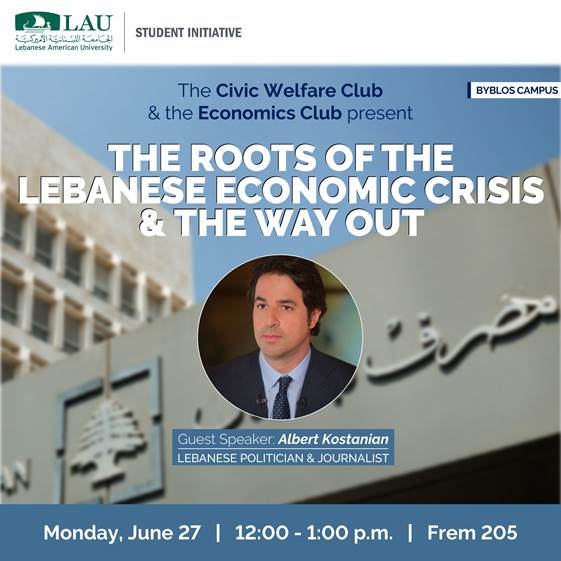 LAU
الجامعة اللبنانية الأميركية
Lebanese American University
STUDENT INITIATIVE
The Civic Welfare Club
& the Economics Club present
BYBLOS CAMPUS
THE ROOTS OF THE
LEBANESE ECONOMIC CRISIS
& THE WAY OUT
مصرف
Guest Speaker: Albert Kostanian
LEBANESE POLITICIAN & JOURNALIST
AN
Monday, June 27 | 12:00 - 1:00 p.m. | Frem 205